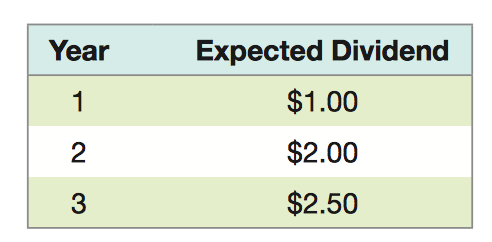 Year Expected Dividend
1 $1.00
2 $2.00
3 $2.50